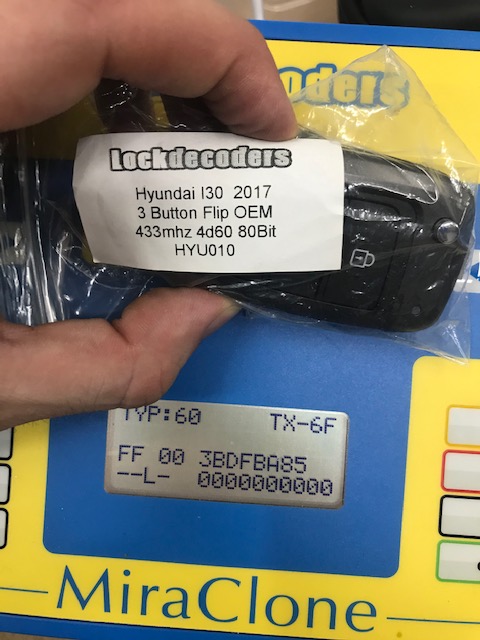 oders
Lockdecoders
Hyundai I30 2017
3 Button Flip OEM
433mhz 4d60 80Bit
HYU010
TYP:60 TX-6F
FF 00 3BDFBA85
--L- 0000000000
MiraClone